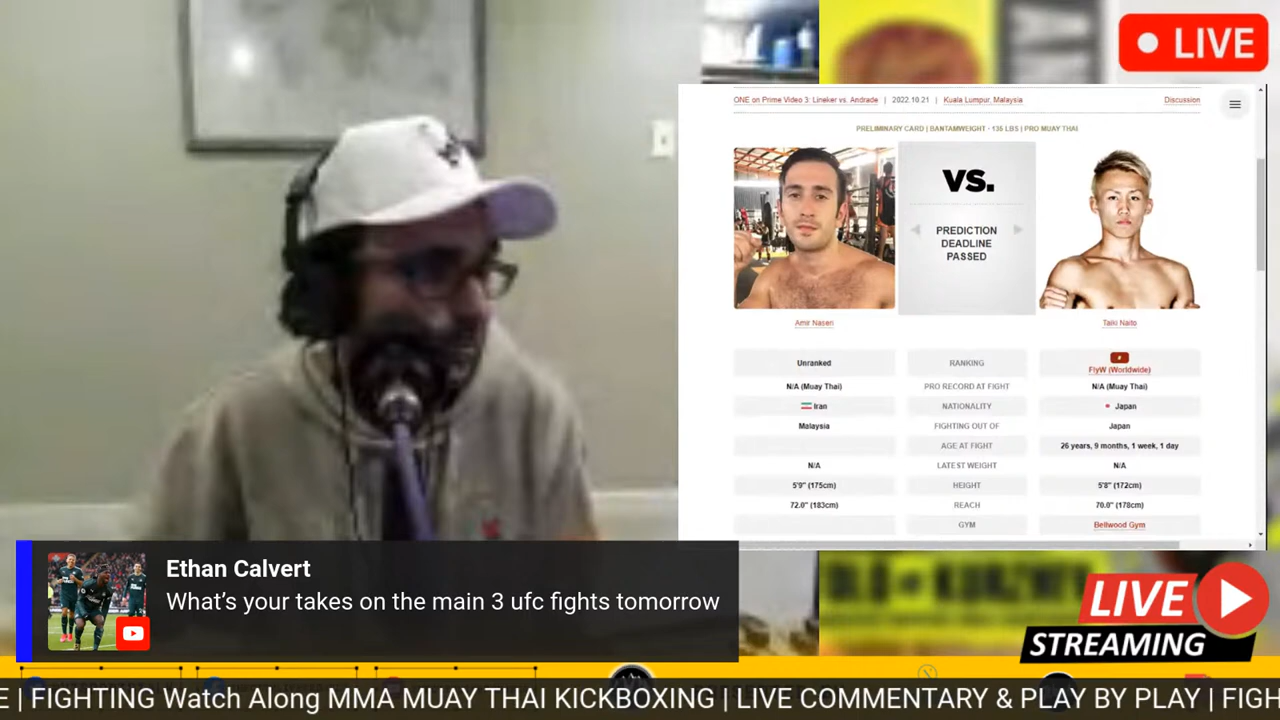 LIVE
ONE on Prime Video 3: Lineker vs. Andrade | 2022.10.21 | Kuala Lumpur, Malaysia Discussion
PRELIMINARY CARD | BANTAMWEIGHT - 135 LBS | PRO MUAY THAI
VS.
PREDICTION
DEADLINE
PASSED
Amir Naseri Taiki Naito
Unranked RANKING FlyW (Worldwide)
N/A (Muay Thai) PRO RECORD AT FIGHT N/A (Muay Thai)
Iran NATIONALITY Japan
Malaysia FIGHTING OUT OF Japan
AGE AT FIGHT 26 years, 9 months, 1 week, 1 day
N/A LATEST WEIGHT N/A
5'9" (175cm) HEIGHT 5'8" (172cm)
72.0" (183cm) REACH 70.0" (178cm)
GYM Bellwood Gym
Ethan Calvert
What's your takes on the main 3 ufc fights tomorrow
LIVE
STREAMING
E | FIGHTING Watch Along MMA MUAY THAI KICKBOXING | LIVE COMMENTARY & PLAY BY PLAY | FIGH